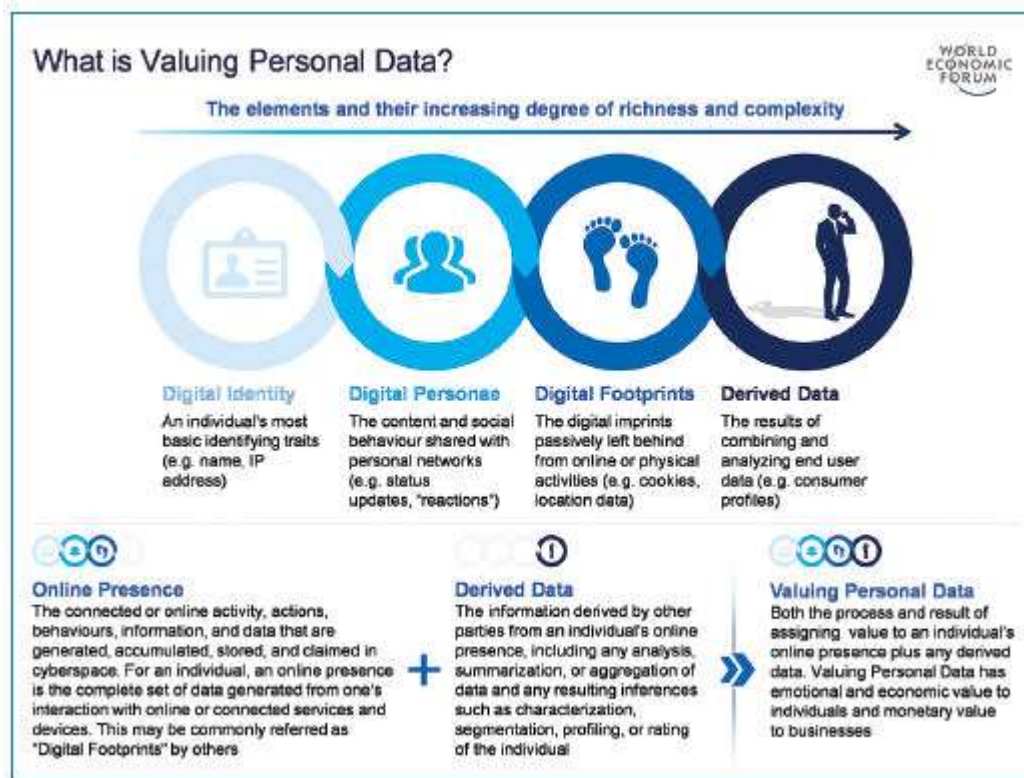 What is Valuing Personal Data?
WORLD
ECONOMIC
FORUM
The elements and their increasing degree of richness and complexity
Digital Identity
An individual's most
basic identifying traits
(e.g. name, IP
address)
Digital Personae
The content and social
behaviour shared with
personal networks
(e.g. status
updates, "reactions")
Digital Footprints
The digital imprints
passively left behind
from online or physical
activities (e.g. cookies,
location data)
Derived Data
The results of
combining and
analyzing end user
data (e.g. consumer
profiles)
Online Presence
The connected or online activity, actions,
behaviours, information, and data that are
generated, accumulated, stored, and claimed in
cyberspace. For an individual, an online presence
is the complete set of data generated from one's
interaction with online or connected services and
devices. This may be commonly referred as
"Digital Footprints" by others
+
Derived Data
The information derived by other
parties from an individual's online
presence, including any analysis,
summarization, or aggregation of
data and any resulting inferences
such as characterization,
segmentation, profiling, or rating
of the individual
Valuing Personal Data
Both the process and result of
assigning value to an individual's
online presence plus any derived
data. Valuing Personal Data has
emotional and economic value to
individuals and monetary value
to businesses